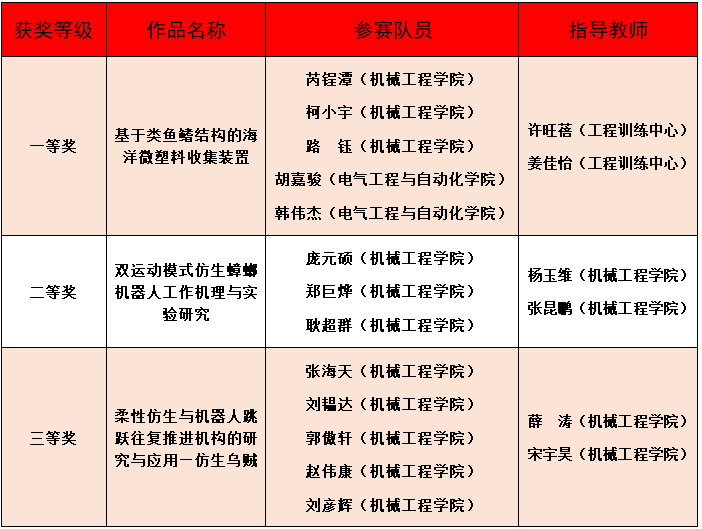 获奖等级 作品名称 参赛队员 指导教师
一等奖
基于类鱼鳍结构的海
洋微塑料收集装置
芮锃潭（机械工程学院）
柯小宇（机械工程学院）
路　钰（机械工程学院）
胡嘉骏（电气工程与自动化学院）
韩伟杰（电气工程与自动化学院）
许旺蓓（工程训练中心）
姜佳怡（工程训练中心）
二等奖
双运动模式仿生蟑螂
机器人工作机理与实
验研究
庞元硕（机械工程学院）
郑巨烨（机械工程学院）
耿超群（机械工程学院）
杨玉维（机械工程学院）
张昆鹏（机械工程学院）
三等奖
柔性仿生与机器人跳
跃往复推进机构的研
究与应用一仿生乌贼
张海天（机械工程学院）
刘韫达（机械工程学院）
郭傲轩（机械工程学院）
赵伟康（机械工程学院）
刘彦辉（机械工程学院）
薛　涛（机械工程学院）
宋宇昊（机械工程学院）